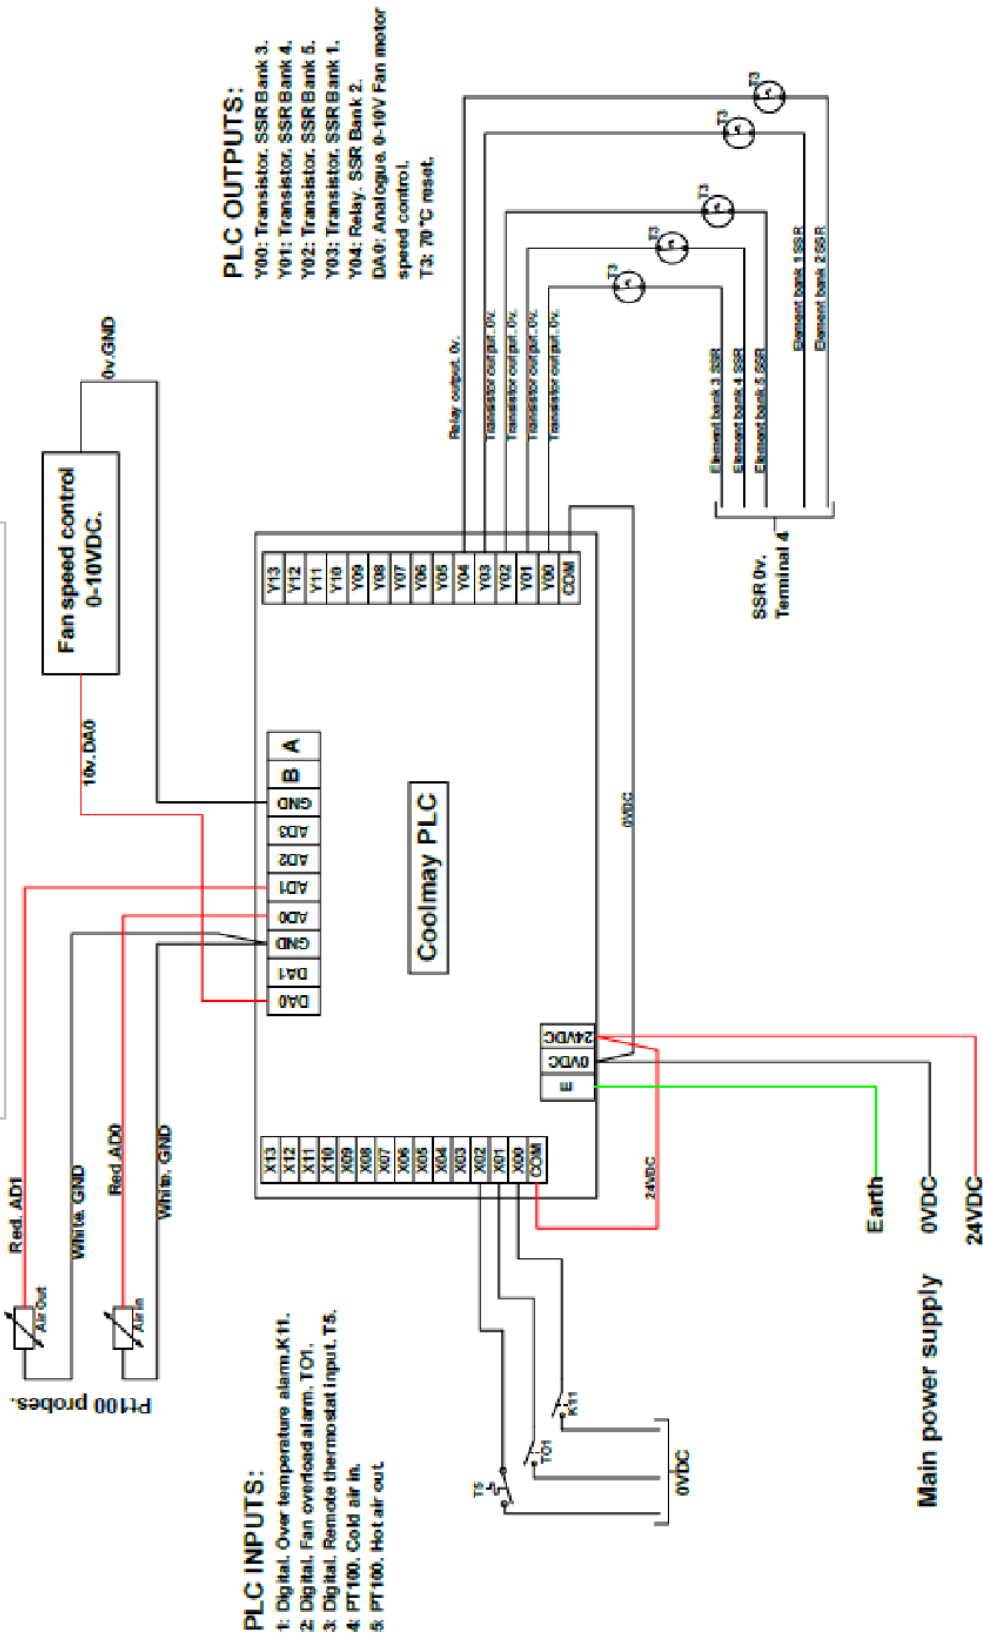 PLC INPUTS:
1: Digital. Over temperature alarm.K11.
2: Digital. Fan overload alarm. TO1.
3: Digital. Remote thermostat input. T5.
4: PT100. Cold air in.
5: PT100. Hot air out.
Pt100 probes.
Air Out
Air In
Red. AD1
White. GND
Red.AD0
White. GND
10v.DA0
Fan speed control
0-10VDC.
0v.GND
PLC OUTPUTS:
Y00: Transistor. SSR Bank 3.
Y01: Transistor. SSR Bank 4.
Y02: Transistor. SSR Bank 5.
Y03: Transistor. SSR Bank 1.
Y04: Relay. SSR Bank 2.
DA0: Analogue. 0-10V Fan motor
speed control.
T3: 70°C reset.
DA0
DA1
GND
AD0
AD1
AD2
AD3
GND
B
A
X13
X12
X11
X10
X09
X08
X07
X06
X05
X04
X03
X02
X01
X00
COM
Coolmay PLC
Y13
Y12
Y11
Y10
Y09
Y08
Y07
Y06
Y05
Y04
Y03
Y02
Y01
Y00
COM
E
0VDC
24VDC
24VDC
0VDC
T5
TO1
K11
0VDC
Relay output. 0v.
Transistor output. 0v.
Transistor output. 0v.
Transistor output. 0v.
Transistor output. 0v.
T3
T3
T3
T3
T3
Element bank 3 SSR
Element bank 4 SSR
Element bank 5 SSR
Element bank 1 SSR
Element bank 2 SSR
SSR 0v.
Terminal 4
Main power supply
Earth
0VDC
24VDC